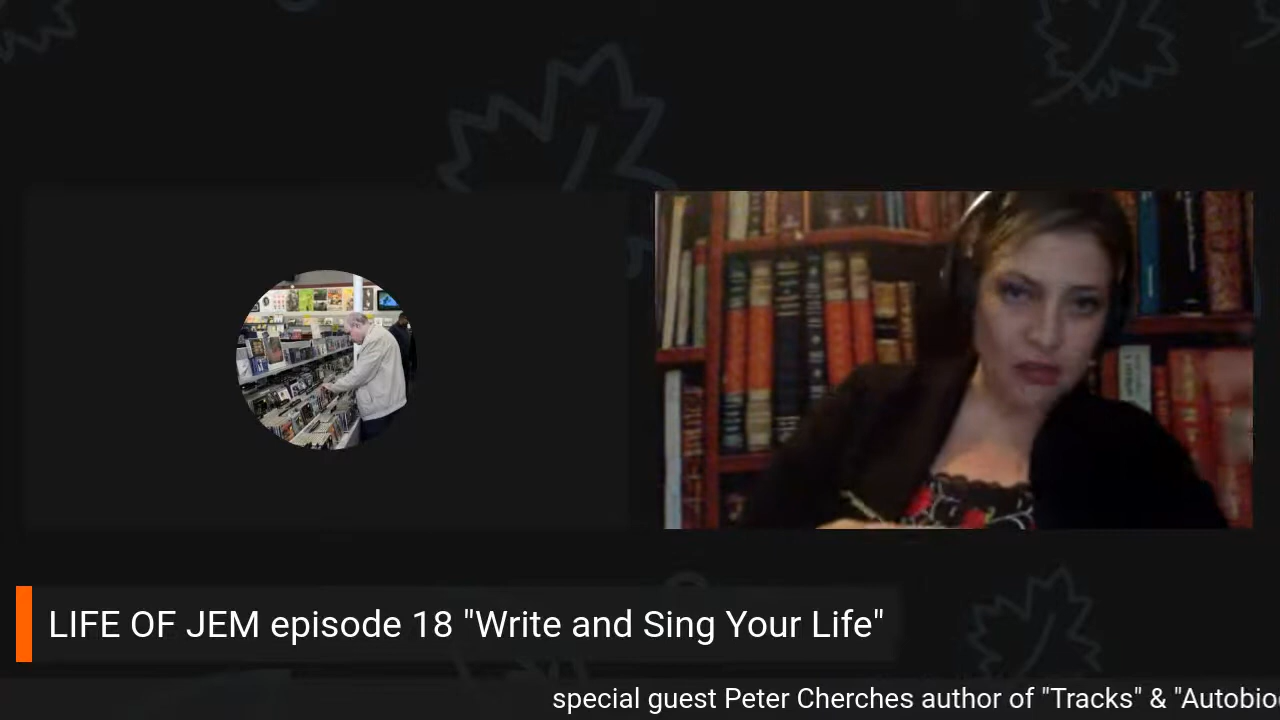 LIFE OF JEM episode 18 "Write and Sing Your Life"
special guest Peter Cherches author of "Tracks" & "Autobio